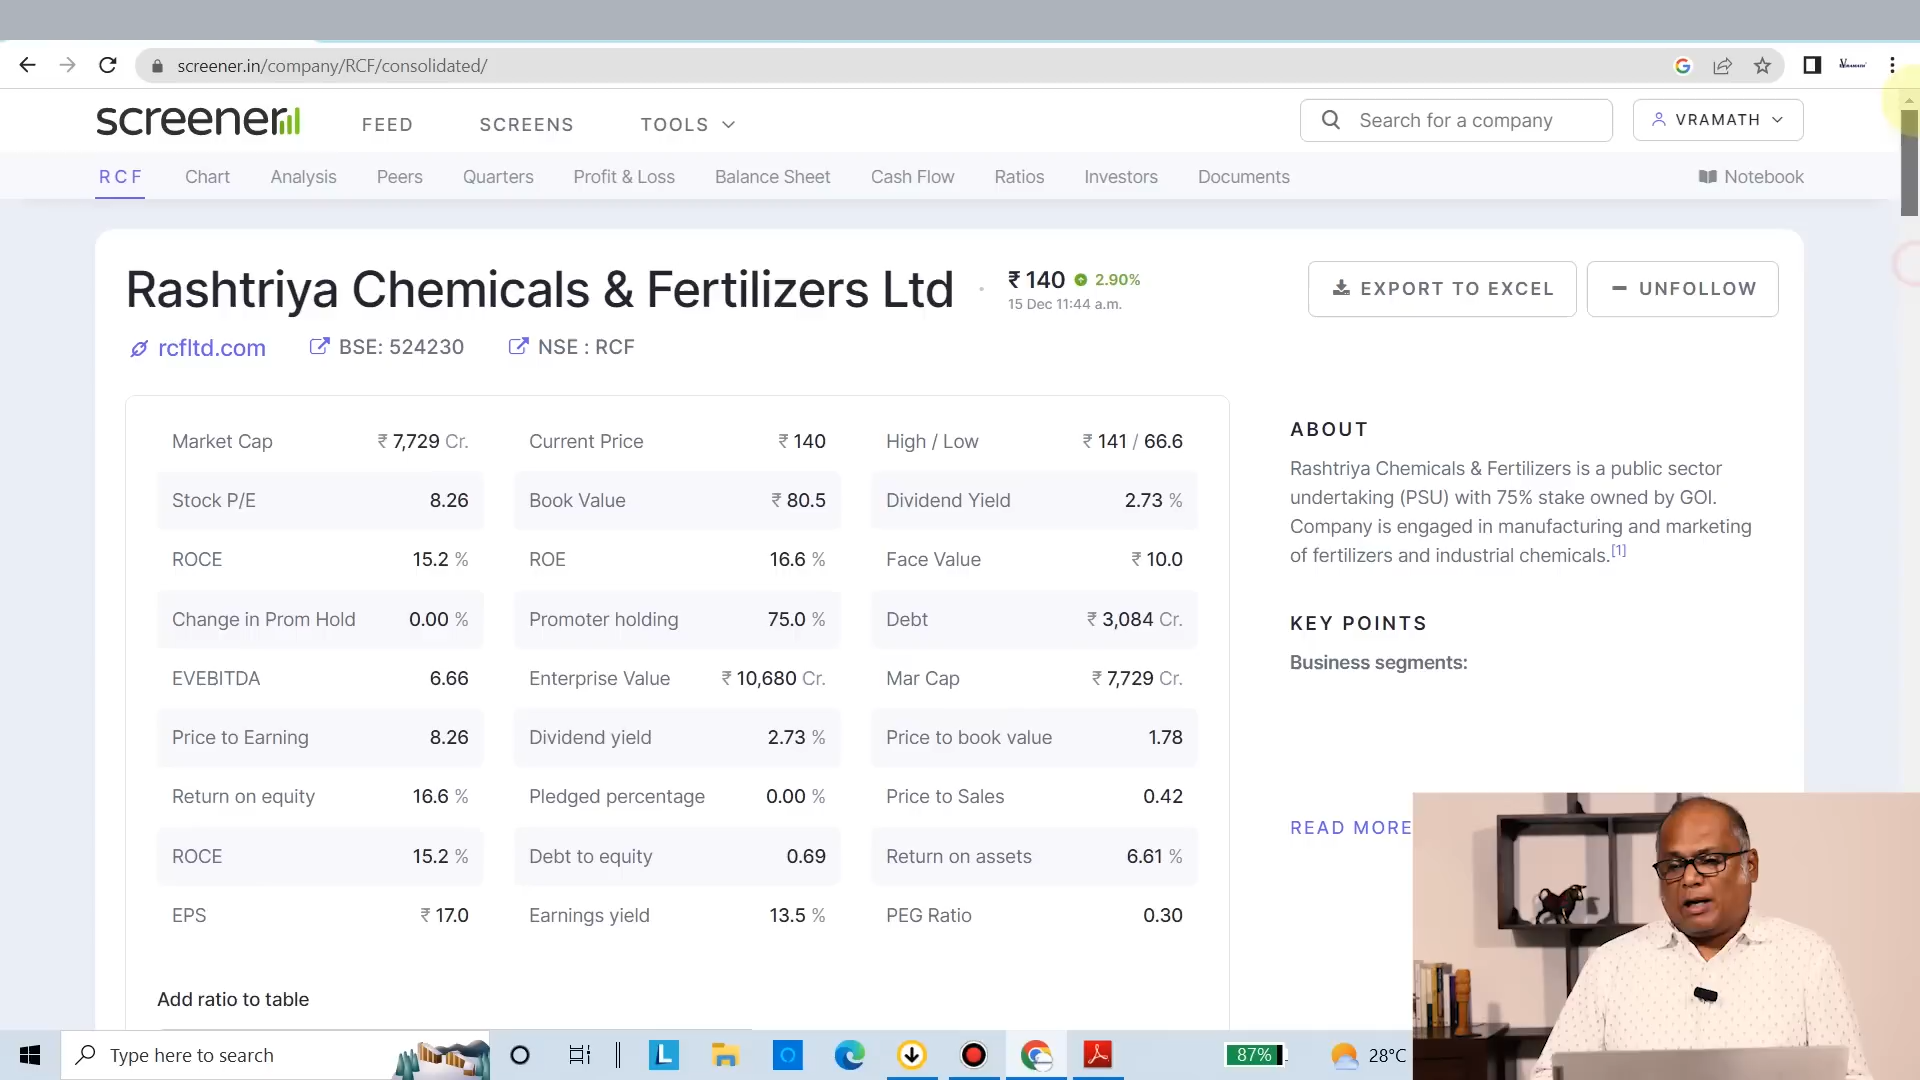 screener.in/company/RCF/consolidated/
screener
FEED
SCREENS
TOOLS
Search for a company
VRAMATH
RCF
Chart
Analysis
Peers
Quarters
Profit & Loss
Balance Sheet
Cash Flow
Ratios
Investors
Documents
Notebook
Rashtriya Chemicals & Fertilizers Ltd
₹ 140 2.90%
15 Dec 11:44 a.m.
EXPORT TO EXCEL
UNFOLLOW
rcfltd.com
BSE: 524230
NSE : RCF
Market Cap ₹ 7,729 Cr.
Current Price ₹ 140
High / Low ₹ 141 / 66.6
Stock P/E 8.26
Book Value ₹ 80.5
Dividend Yield 2.73 %
ROCE 15.2 %
ROE 16.6 %
Face Value ₹ 10.0
Change in Prom Hold 0.00 %
Promoter holding 75.0 %
Debt ₹ 3,084 Cr.
EVEBITDA 6.66
Enterprise Value ₹ 10,680 Cr.
Mar Cap ₹ 7,729 Cr.
Price to Earning 8.26
Dividend yield 2.73 %
Price to book value 1.78
Return on equity 16.6 %
Pledged percentage 0.00 %
Price to Sales 0.42
ROCE 15.2 %
Debt to equity 0.69
Return on assets 6.61 %
EPS ₹ 17.0
Earnings yield 13.5 %
PEG Ratio 0.30
Add ratio to table
ABOUT
Rashtriya Chemicals & Fertilizers is a public sector
undertaking (PSU) with 75% stake owned by GOI.
Company is engaged in manufacturing and marketing
of fertilizers and industrial chemicals.[1]
KEY POINTS
Business segments:
READ MORE
Type here to search
L
87%
28°C